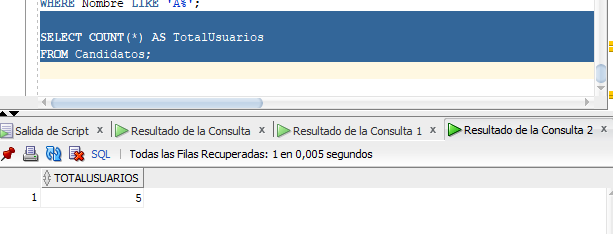 WHERE Nombre LIKE 'A%';
SELECT COUNT(*) AS TotalUsuarios
FROM Candidatos;
Salida de Script x Resultado de la Consulta x Resultado de la Consulta 1 x Resultado de la Consulta 2 x
SQL | Todas las Filas Recuperadas: 1 en 0,005 segundos
TOTALUSUARIOS
1 5